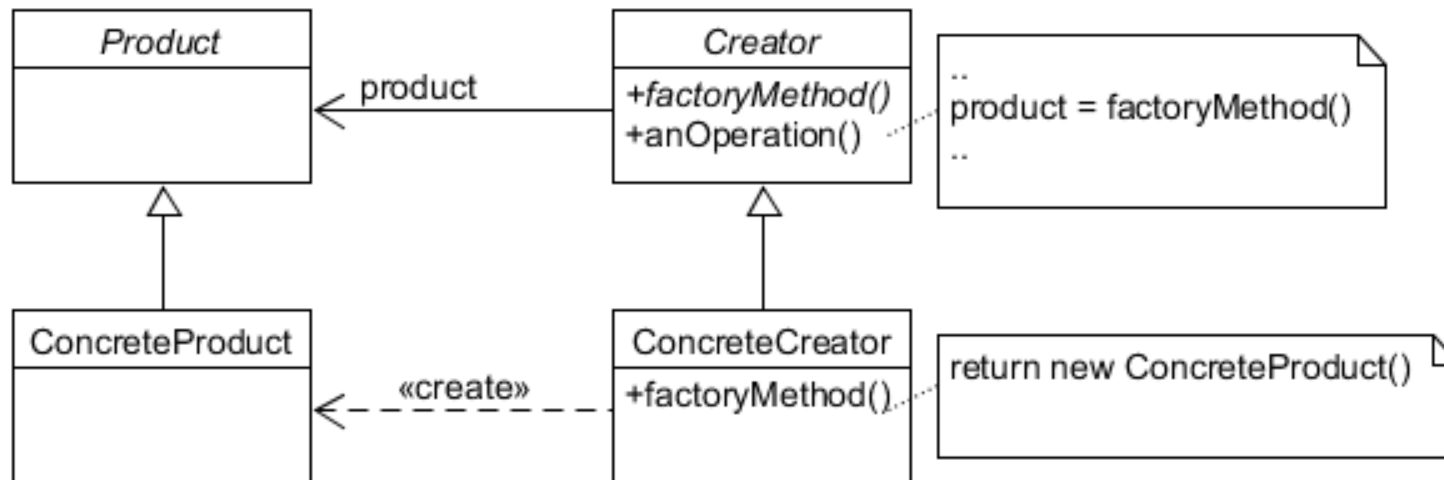 Product
Creator
product
+factoryMethod()
+anOperation()
..
product = factoryMethod()
..
ConcreteProduct
ConcreteCreator
«create»
+factoryMethod()
return new ConcreteProduct()